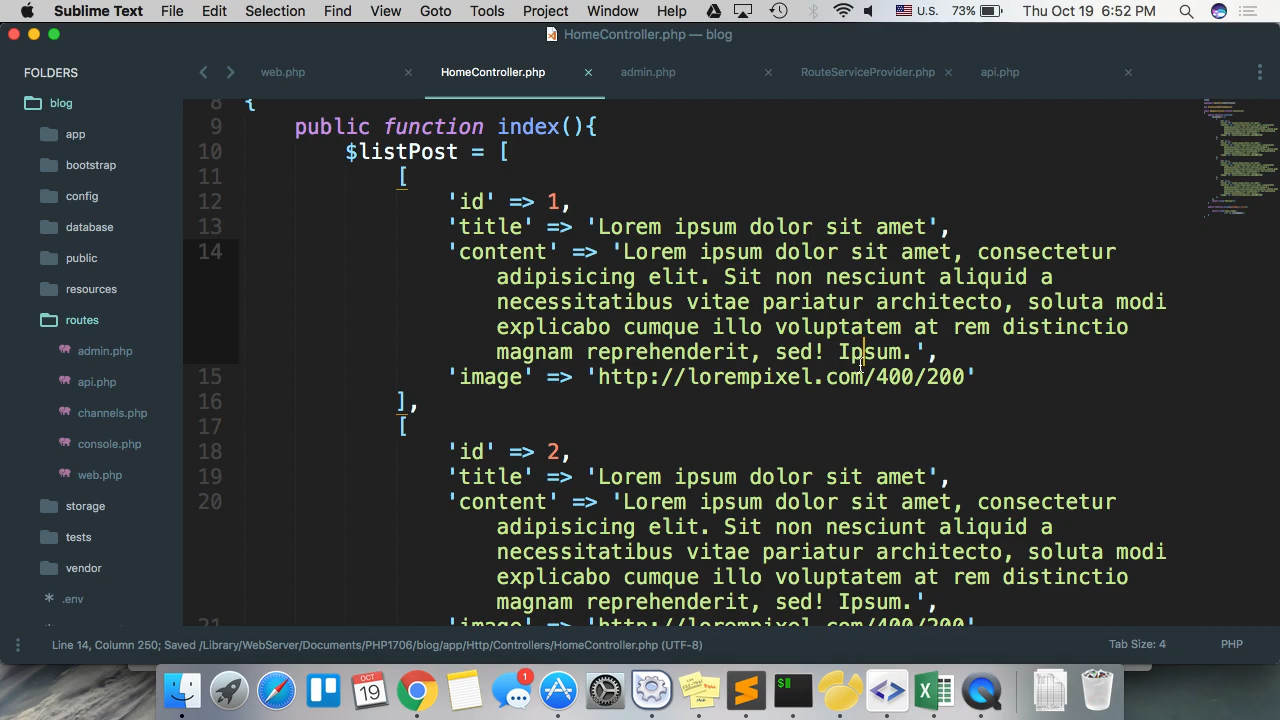 Sublime Text File Edit Selection Find View Goto Tools Project Window Help U.S. 73% Thu Oct 19 6:52 PM
HomeController.php — blog
FOLDERS
blog
app
bootstrap
config
database
public
resources
routes
admin.php
api.php
channels.php
console.php
web.php
storage
tests
vendor
.env
web.php × HomeController.php × admin.php × RouteServiceProvider.php × api.php ×
8 {
9 public function index(){
10 $listPost = [
11 [
12 'id' => 1,
13 'title' => 'Lorem ipsum dolor sit amet',
14 'content' => 'Lorem ipsum dolor sit amet, consectetur
adipisicing elit. Sit non nesciunt aliquid a
necessitatibus vitae pariatur architecto, soluta modi
explicabo cumque illo voluptatem at rem distinctio
magnam reprehenderit, sed! Ipsum.',
15 'image' => 'http://lorempixel.com/400/200'
16 ],
17 [
18 'id' => 2,
19 'title' => 'Lorem ipsum dolor sit amet',
20 'content' => 'Lorem ipsum dolor sit amet, consectetur
adipisicing elit. Sit non nesciunt aliquid a
necessitatibus vitae pariatur architecto, soluta modi
explicabo cumque illo voluptatem at rem distinctio
magnam reprehenderit, sed! Ipsum.',
21 'image' => 'http://lorempixel.com/400/200'
Line 14, Column 250; Saved /Library/WebServer/Documents/PHP1706/blog/app/Http/Controllers/HomeController.php (UTF-8) Tab Size: 4 PHP
OCT
19
1